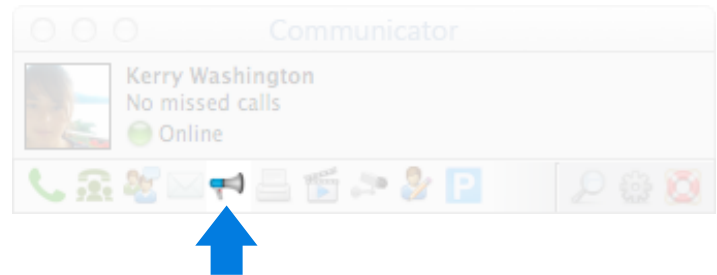 Communicator
Kerry Washington
No missed calls
Online
P